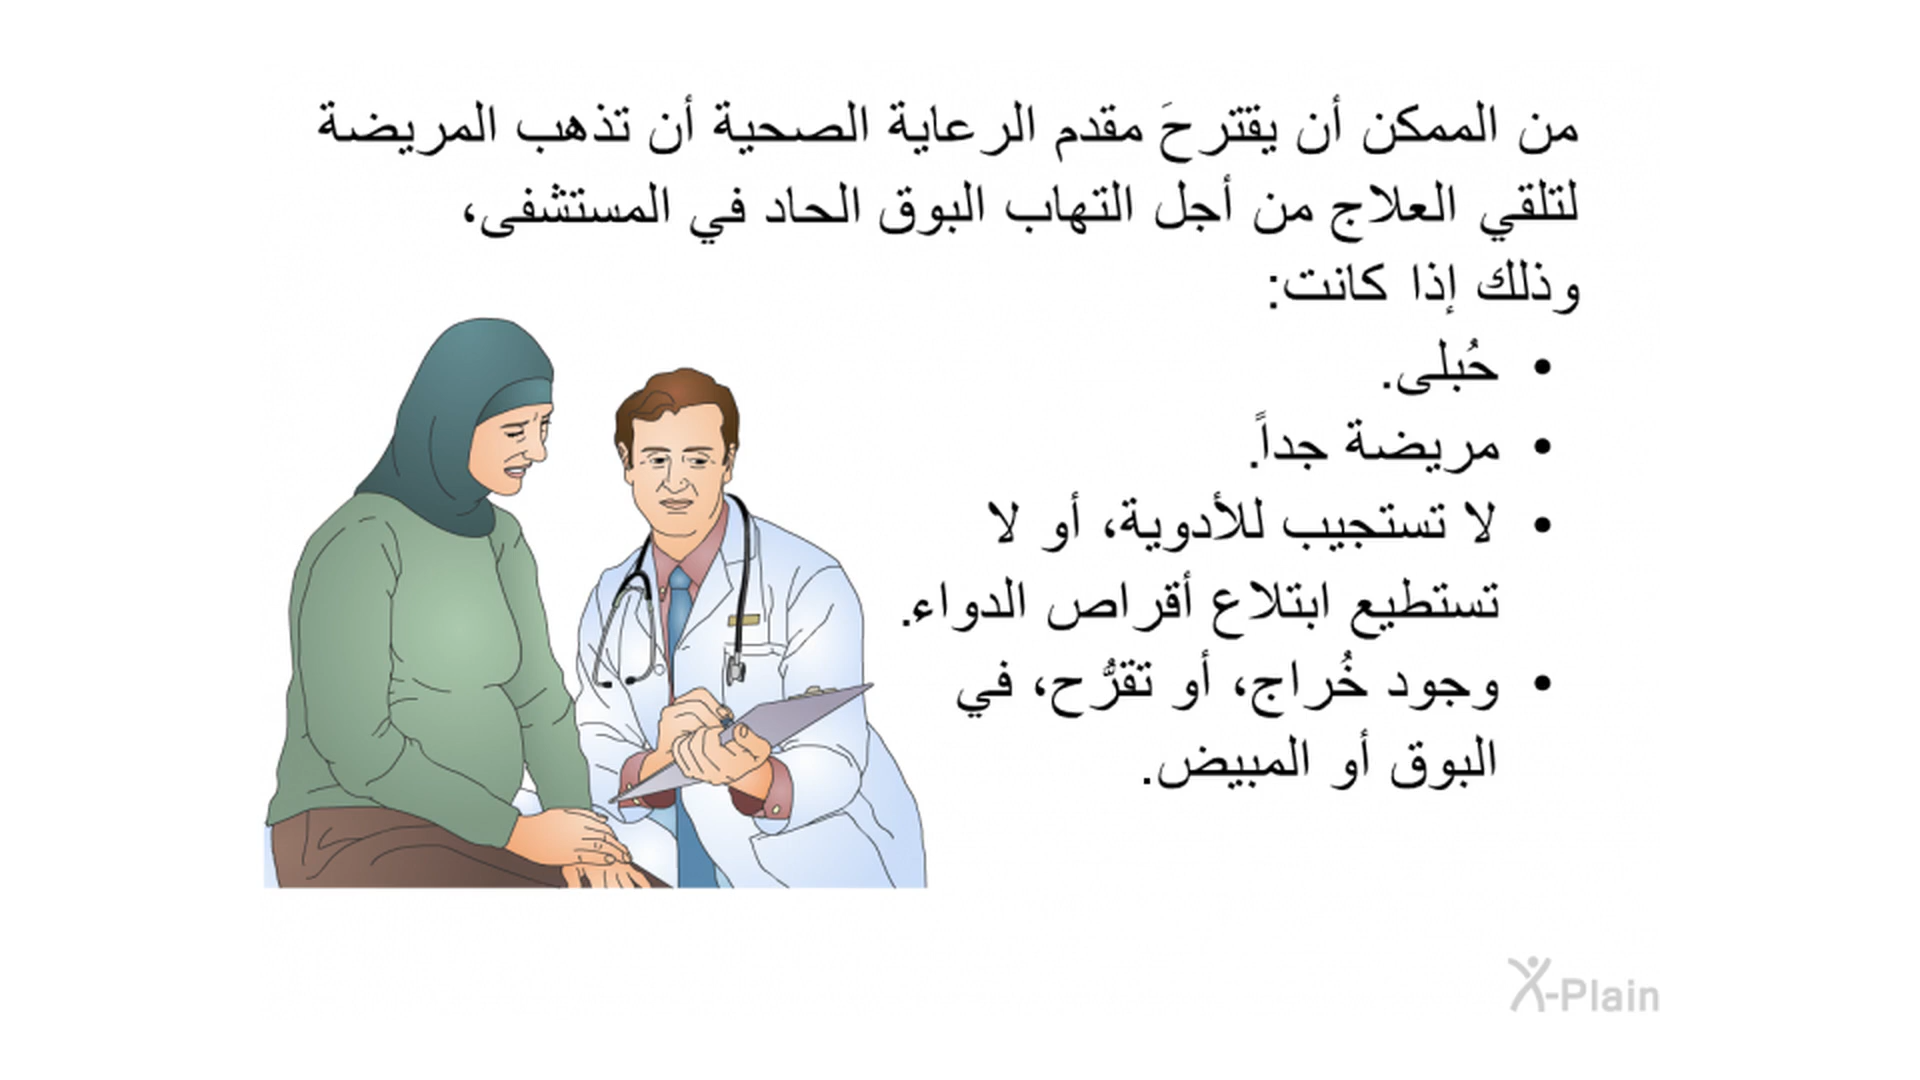 من الممكن أن يقترحَ مقدم الرعاية الصحية أن تذهب المريضة
لتلقي العلاج من أجل التهاب البوق الحاد في المستشفى،
وذلك إذا كانت:
• حُبلى.
• مريضة جداً.
• لا تستجيب للأدوية، أو لا
تستطيع ابتلاع أقراص الدواء.
• وجود خُراج، أو تقرُّح، في
البوق أو المبيض.
X-Plain